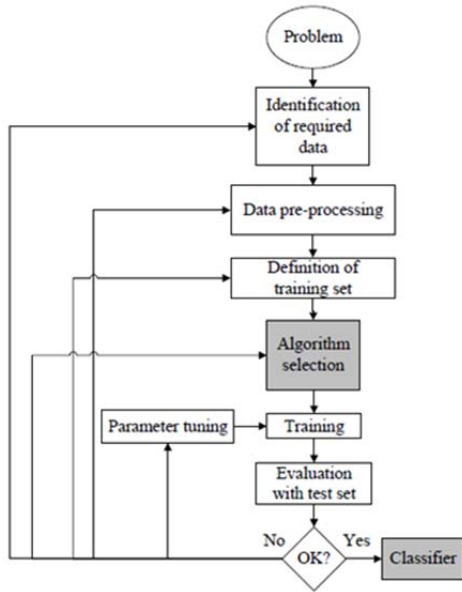 Problem
Identification
of required
data
Data pre-processing
Definition of
training set
Algorithm
selection
Parameter tuning
Training
Evaluation
with test set
No
Yes
OK?
Classifier